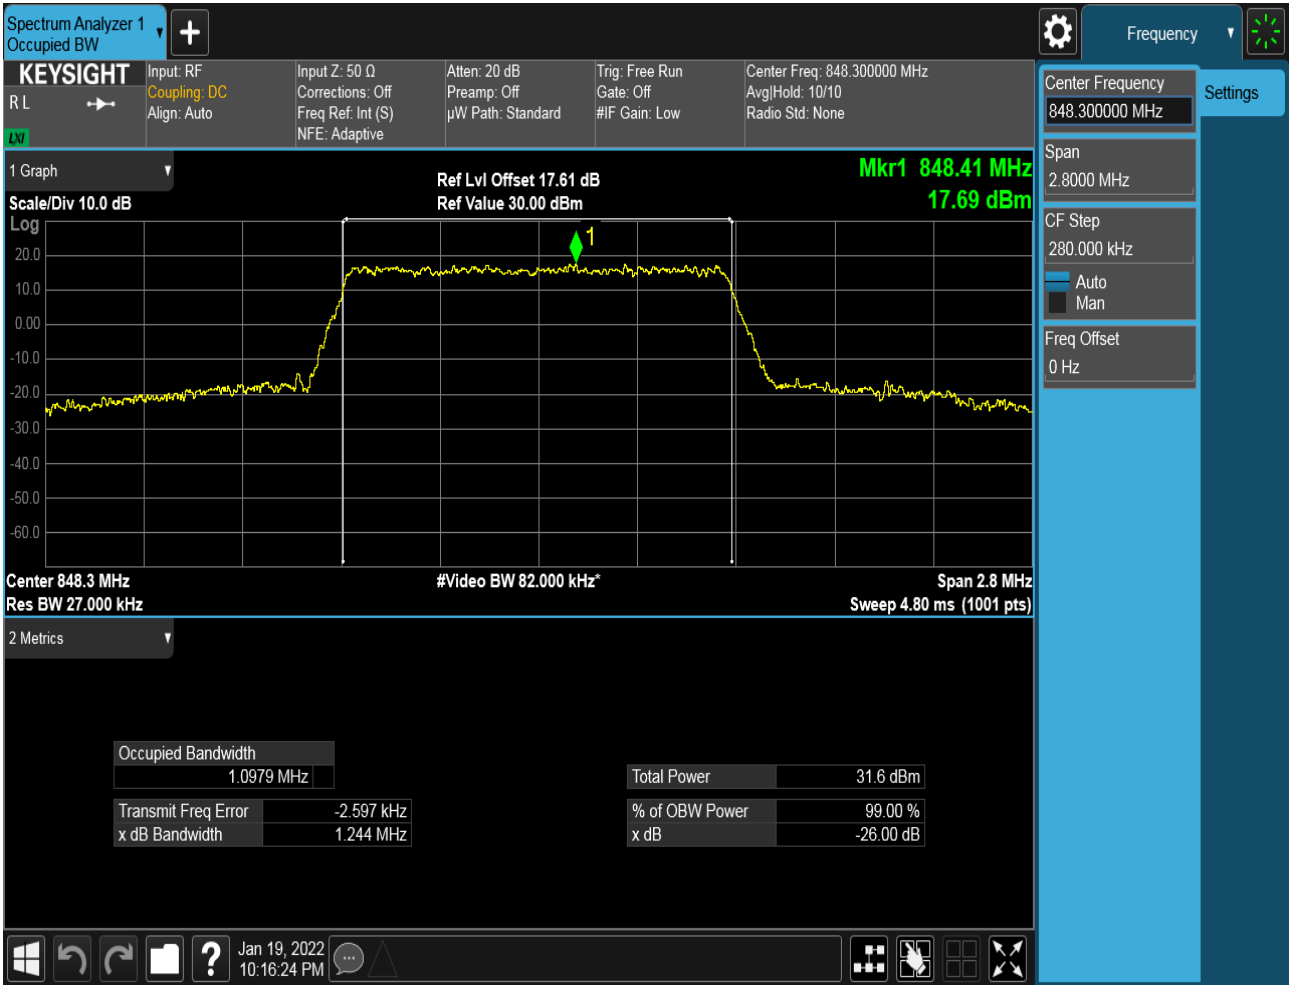 Spectrum Analyzer 1
Occupied BW
Frequency
KEYSIGHT
R L
LXI
Input: RF
Coupling: DC
Align: Auto
Input Z: 50 Ω
Corrections: Off
Freq Ref: Int (S)
NFE: Adaptive
Atten: 20 dB
Preamp: Off
µW Path: Standard
Trig: Free Run
Gate: Off
#IF Gain: Low
Center Freq: 848.300000 MHz
Avg|Hold: 10/10
Radio Std: None
Center Frequency
848.300000 MHz
Settings
Span
2.8000 MHz
CF Step
280.000 kHz
Auto
Man
Freq Offset
0 Hz
1 Graph
Scale/Div 10.0 dB
Ref Lvl Offset 17.61 dB
Ref Value 30.00 dBm
Mkr1 848.41 MHz
17.69 dBm
Log
1
20.0
10.0
0.00
-10.0
-20.0
-30.0
-40.0
-50.0
-60.0
Center 848.3 MHz
#Video BW 82.000 kHz*
Span 2.8 MHz
Res BW 27.000 kHz
Sweep 4.80 ms (1001 pts)
2 Metrics
Occupied Bandwidth
1.0979 MHz
Total Power 31.6 dBm
Transmit Freq Error -2.597 kHz
% of OBW Power 99.00 %
x dB Bandwidth 1.244 MHz
x dB -26.00 dB
?
Jan 19, 2022
10:16:24 PM